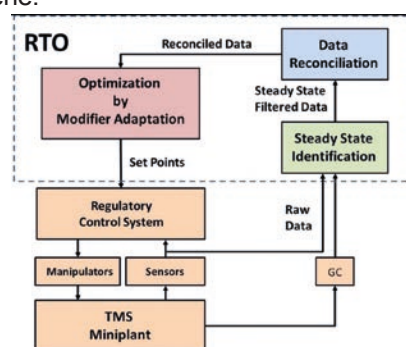 RTO
Reconciled Data
Data
Reconciliation
Optimization
by
Modifier Adaptation
Steady State
Filtered Data
Steady State
Identification
Set Points
Regulatory
Control System
Raw
Data
Manipulators
Sensors
GC
TMS
Miniplant